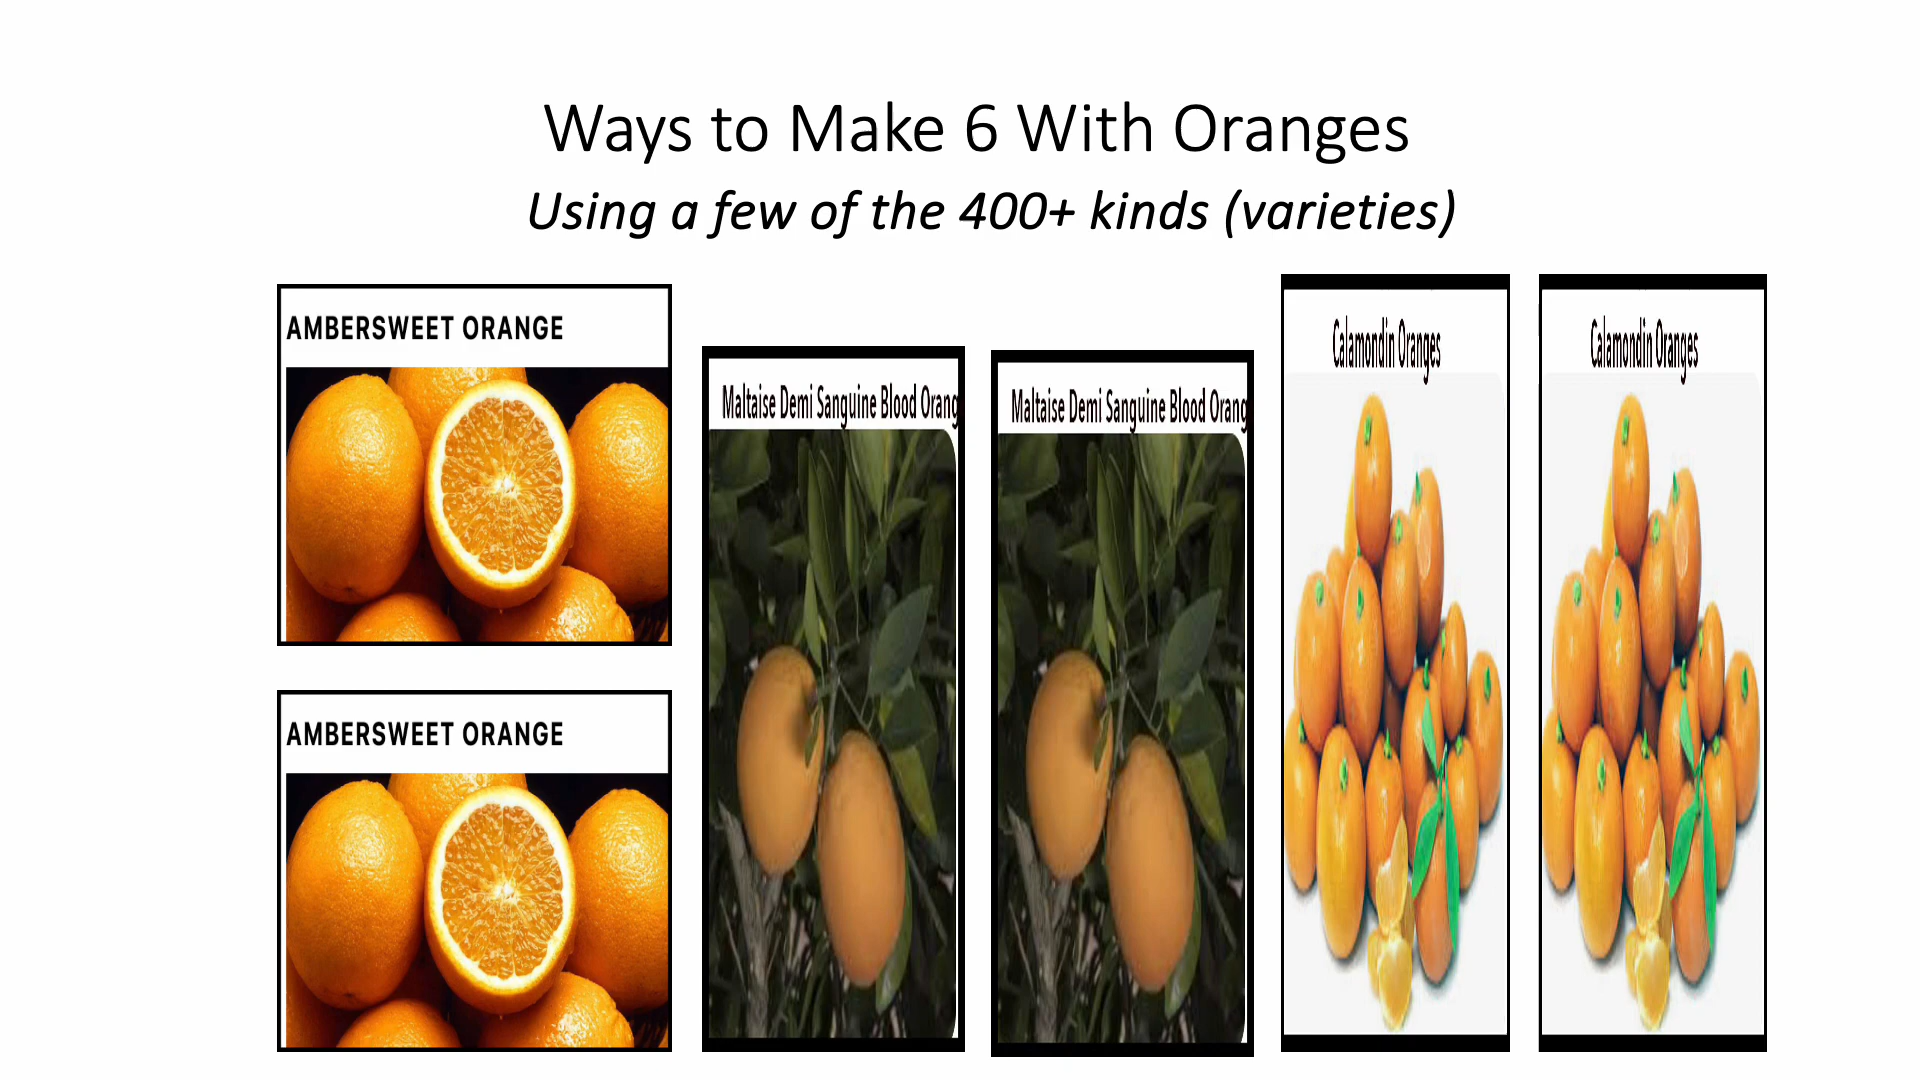 Ways to Make 6 With Oranges
Using a few of the 400+ kinds (varieties)
AMBERSWEET ORANGE
AMBERSWEET ORANGE
Maltaise Demi Sanguine Blood Orang
Maltaise Demi Sanguine Blood Orang
Calamondin Oranges
Calamondin Oranges